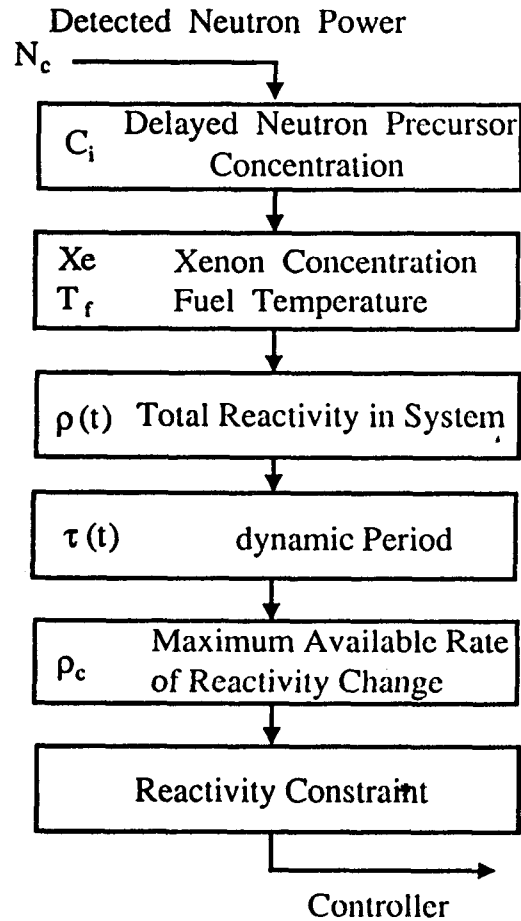 Detected Neutron Power
N_c
C_i Delayed Neutron Precursor
Concentration
Xe Xenon Concentration
T_f Fuel Temperature
ρ(t) Total Reactivity in System
τ(t) dynamic Period
Maximum Available Rate
ρ_c of Reactivity Change
Reactivity Constraint
Controller